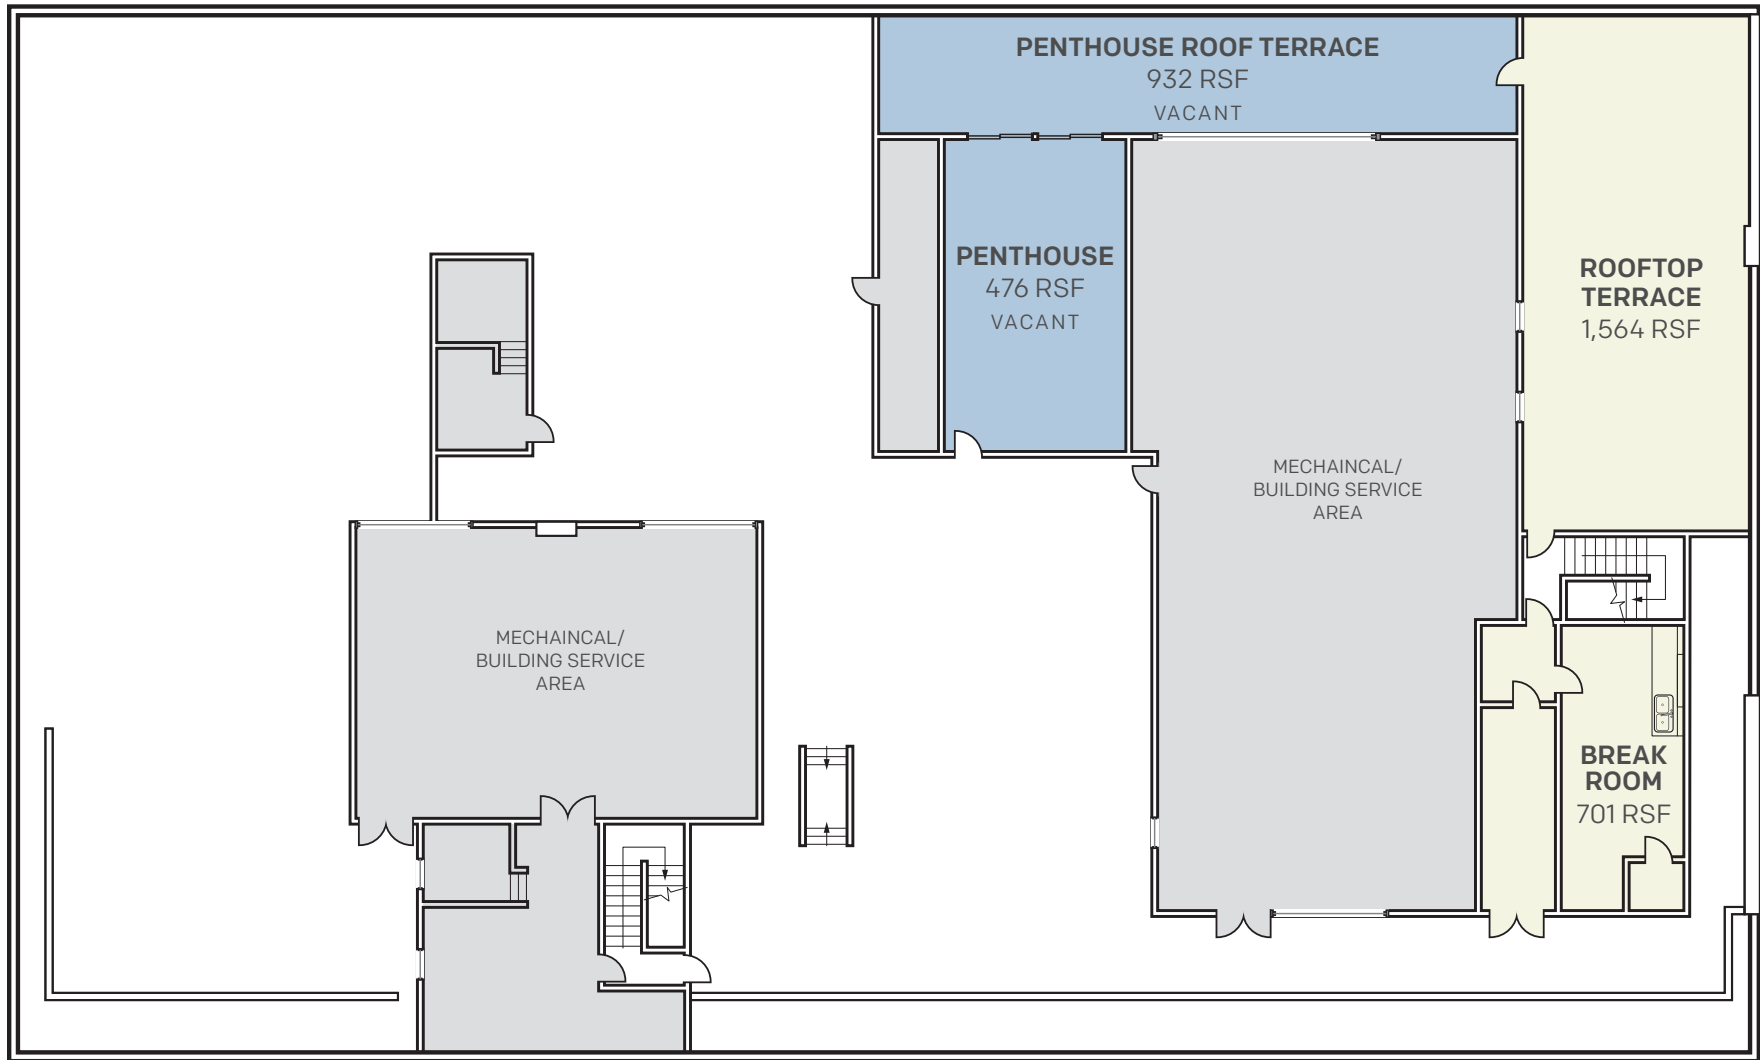 PENTHOUSE ROOF TERRACE
932 RSF
VACANT
PENTHOUSE
476 RSF
VACANT
ROOFTOP
TERRACE
1,564 RSF
MECHAINCAL/
BUILDING SERVICE
AREA
MECHAINCAL/
BUILDING SERVICE
AREA
BREAK
ROOM
701 RSF